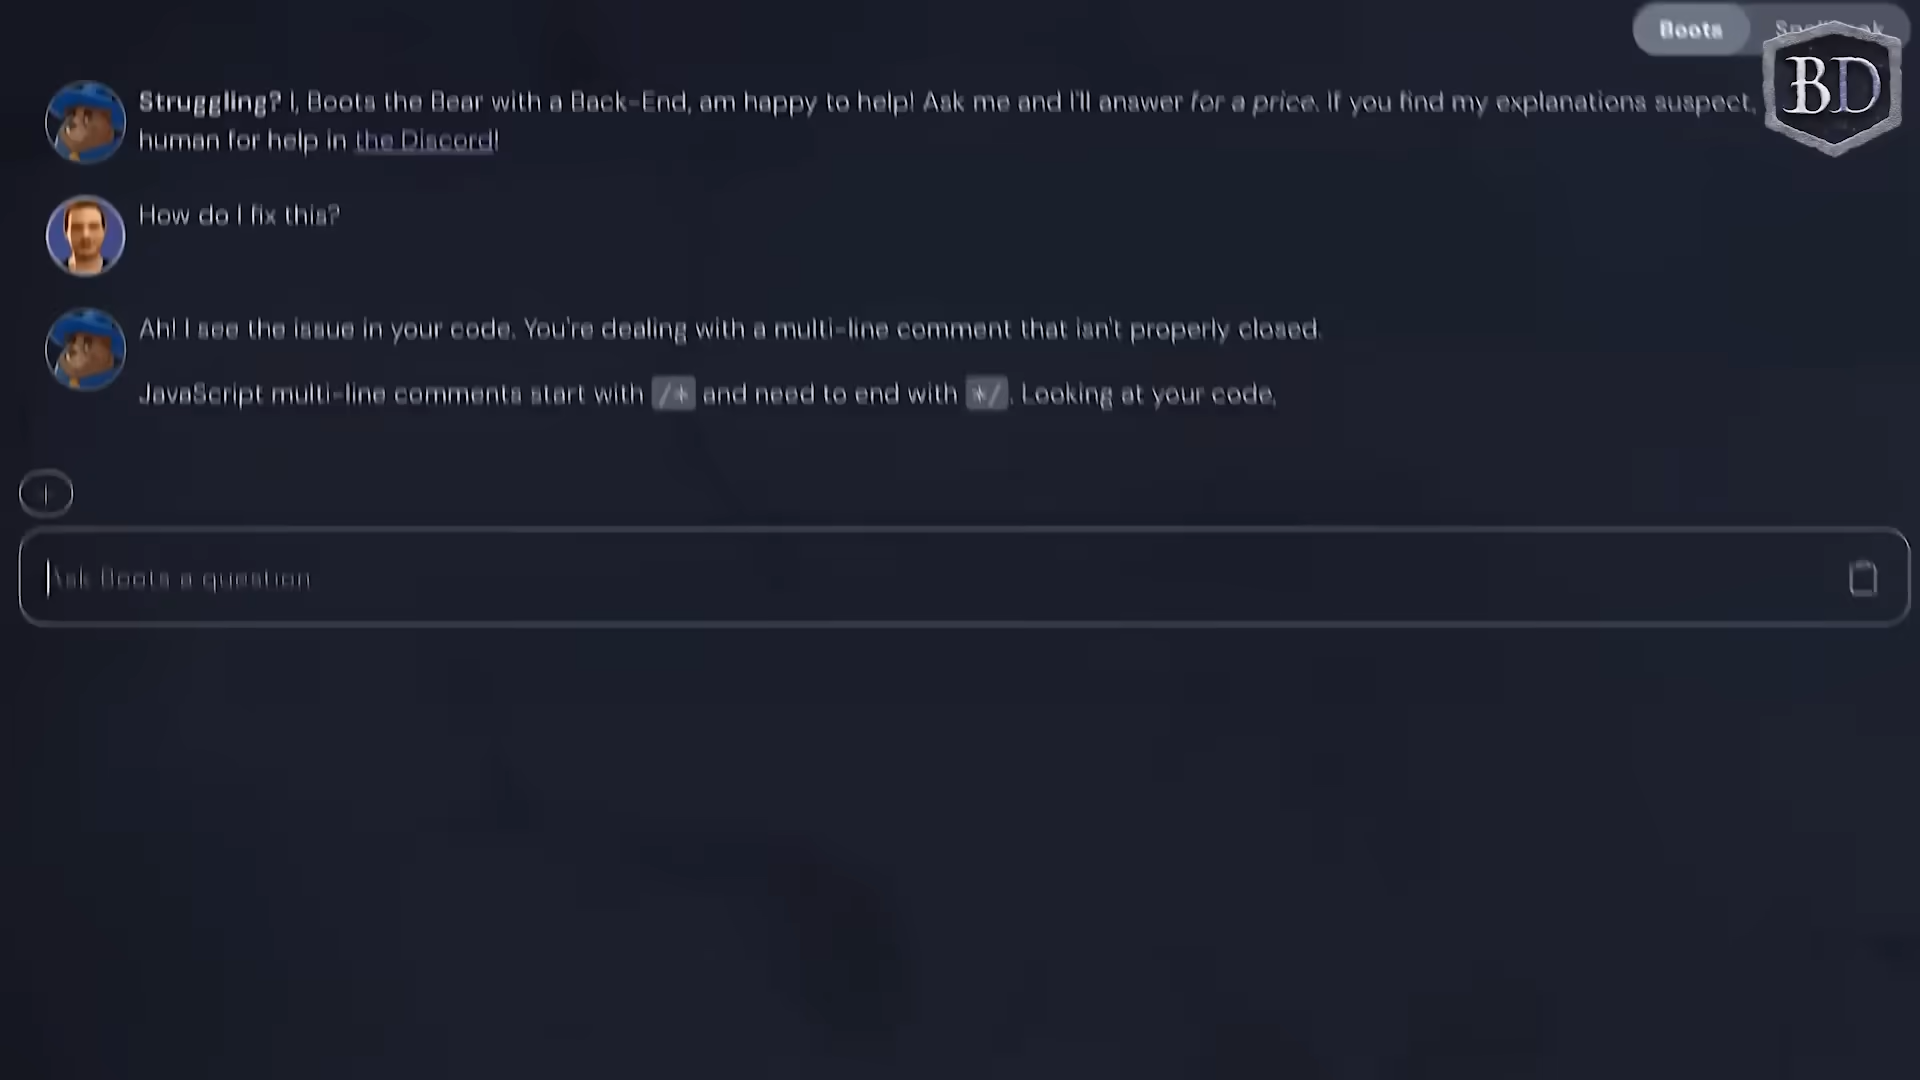 Boots
Struggling? I, Boots the Bear with a Back-End, am happy to help! Ask me and I'll answer for a price. If you find my explanations suspect,
human for help in the Discord!
BD
How do I fix this?
Ah! I see the issue in your code. You're dealing with a multi-line comment that isn't properly closed.
JavaScript multi-line comments start with /* and need to end with */. Looking at your code,
Ask Boots a question